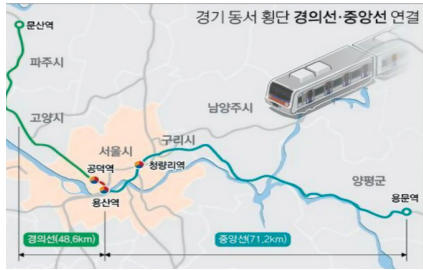 경기 동서 횡단 경의선·중앙선 연결
문산역
파주시
고양시
남양주시
서울시
구리시
공덕역
청량리역
양평군
용산역
용문역
경의선(48,6km)
중앙선(71,2km)